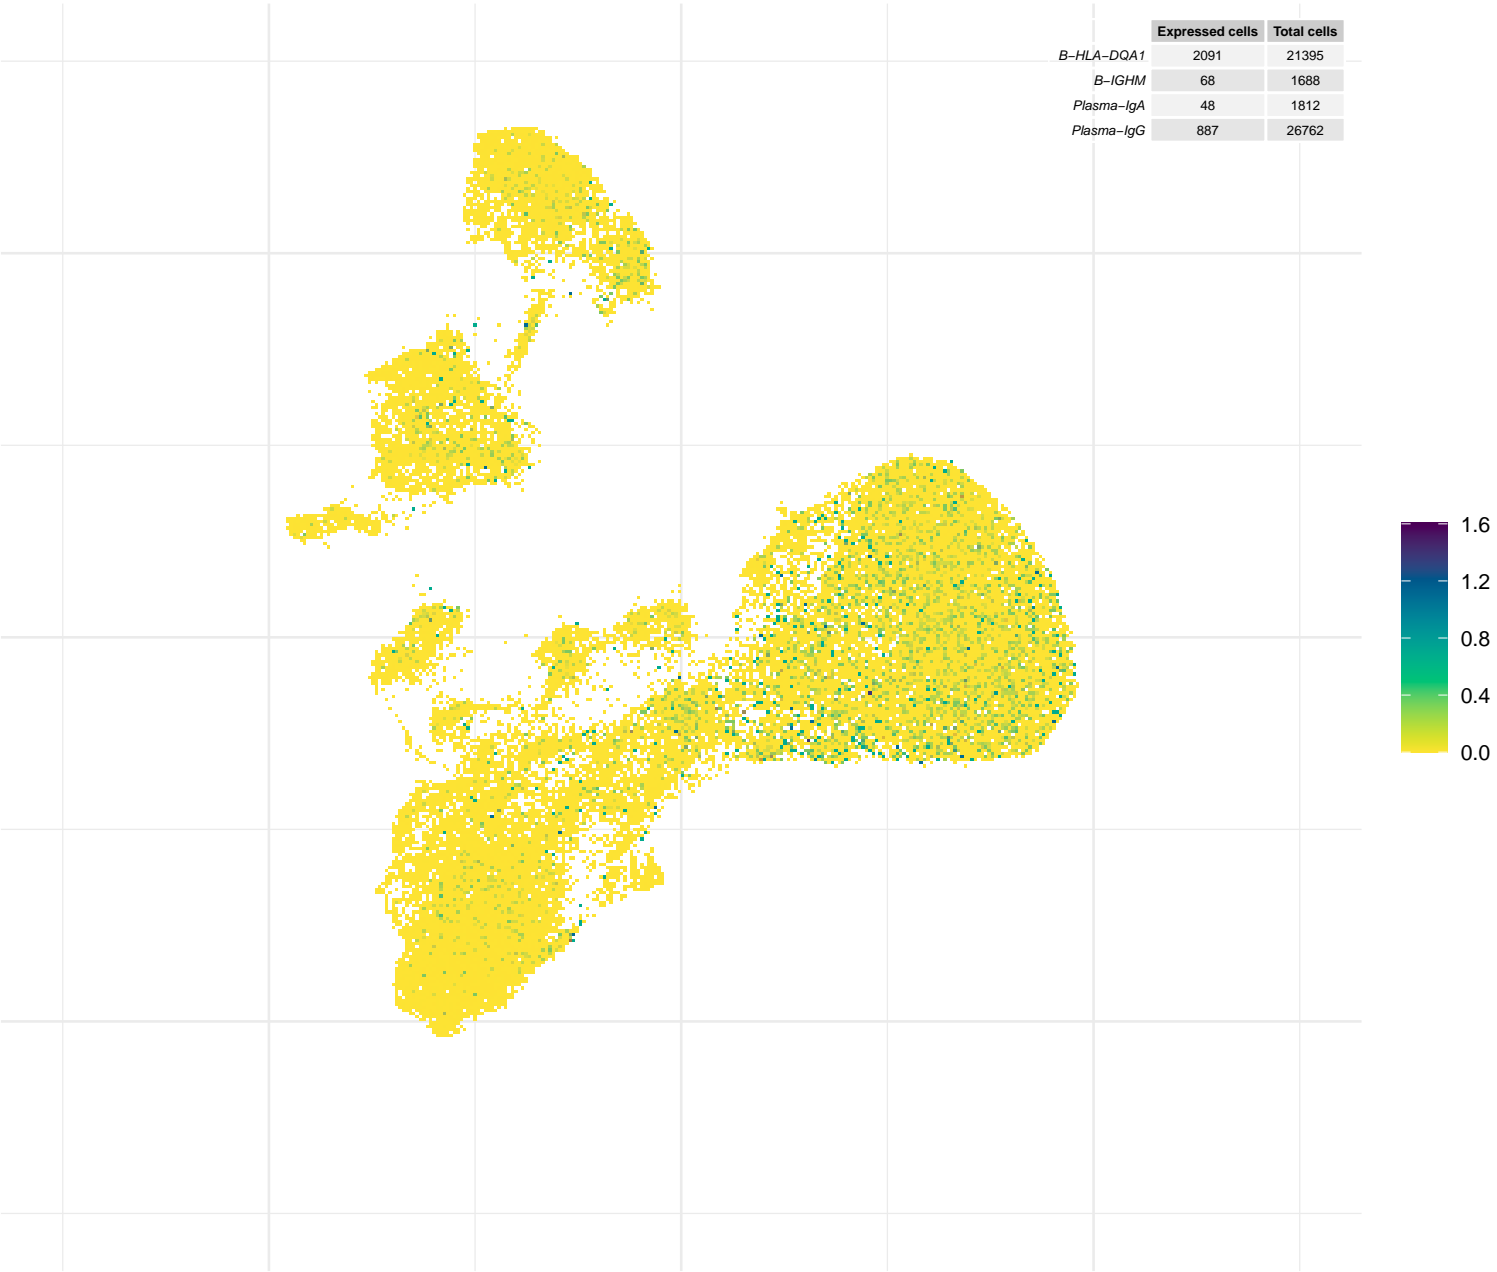 Expressed cells Total cells
B−HLA−DQA1 2091 21395
B−IGHM 68 1688
Plasma−IgA 48 1812
Plasma−IgG 887 26762
1.6
1.2
0.8
0.4
0.0